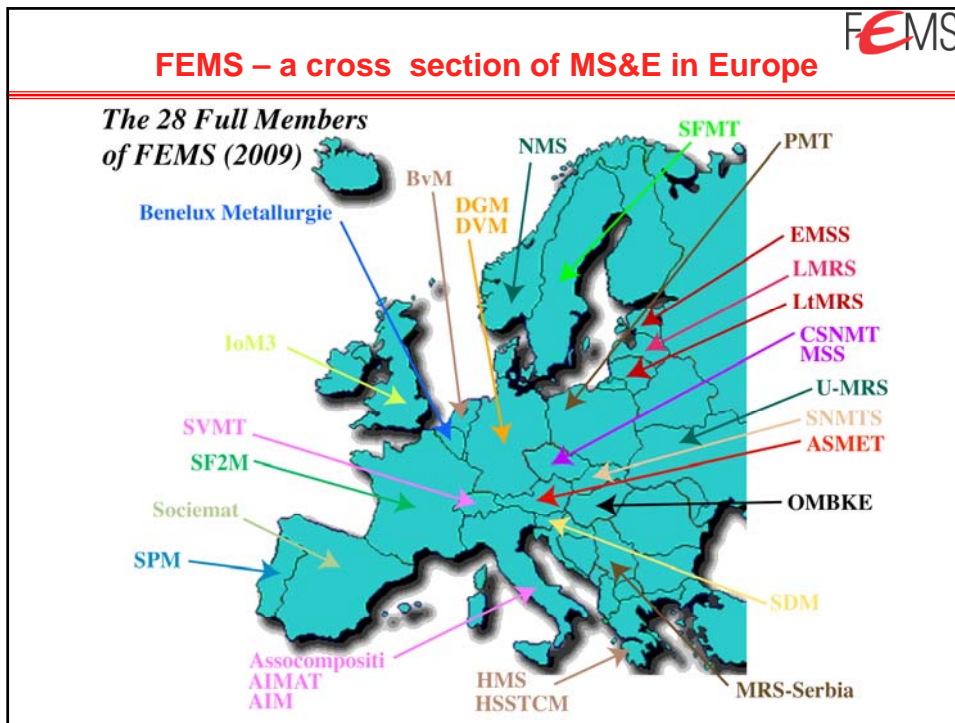 FEMS
FEMS – a cross section of MS&E in Europe
The 28 Full Members
of FEMS (2009)
NMS
SFMT
PMT
BvM
Benelux Metallurgie
DGM
DVM
EMSS
LMRS
LtMRS
IoM3
CSNMT
MSS
U-MRS
SNMTS
SVMT
ASMET
SF2M
OMBKE
Sociemat
SPM
SDM
Assocompositi
AIMAT
AIM
HMS
HSSTCM
MRS-Serbia